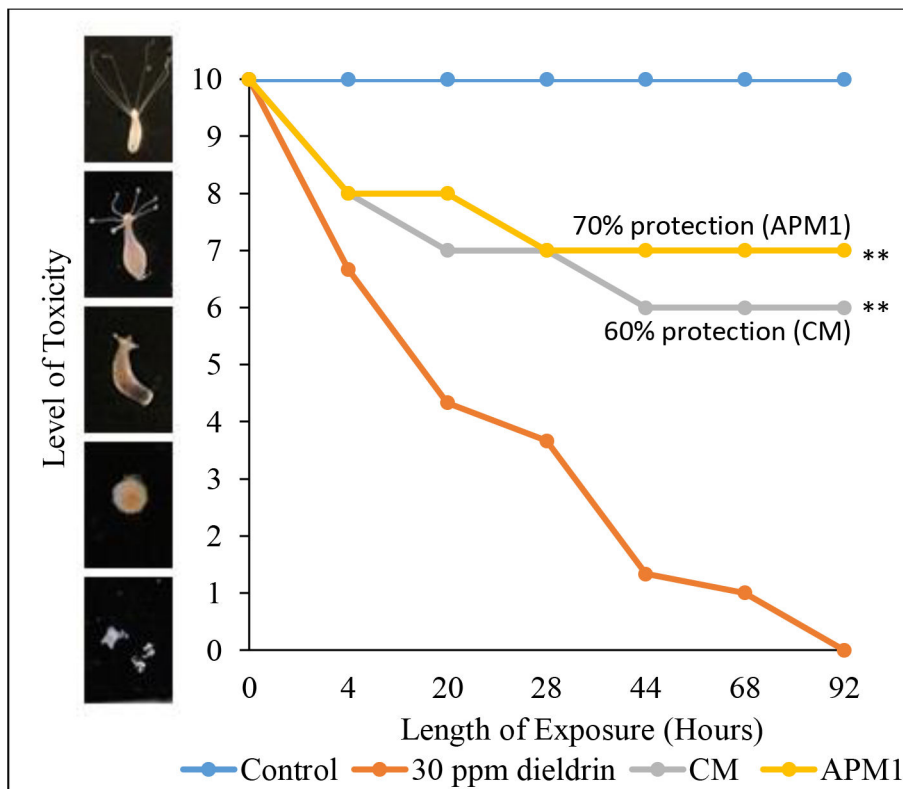 Level of Toxicity
10
9
8
7
6
5
4
3
2
1
0
70% protection (APM1)
**
60% protection (CM)
**
0 4 20 28 44 68 92
Length of Exposure (Hours)
Control 30 ppm dieldrin CM APM1